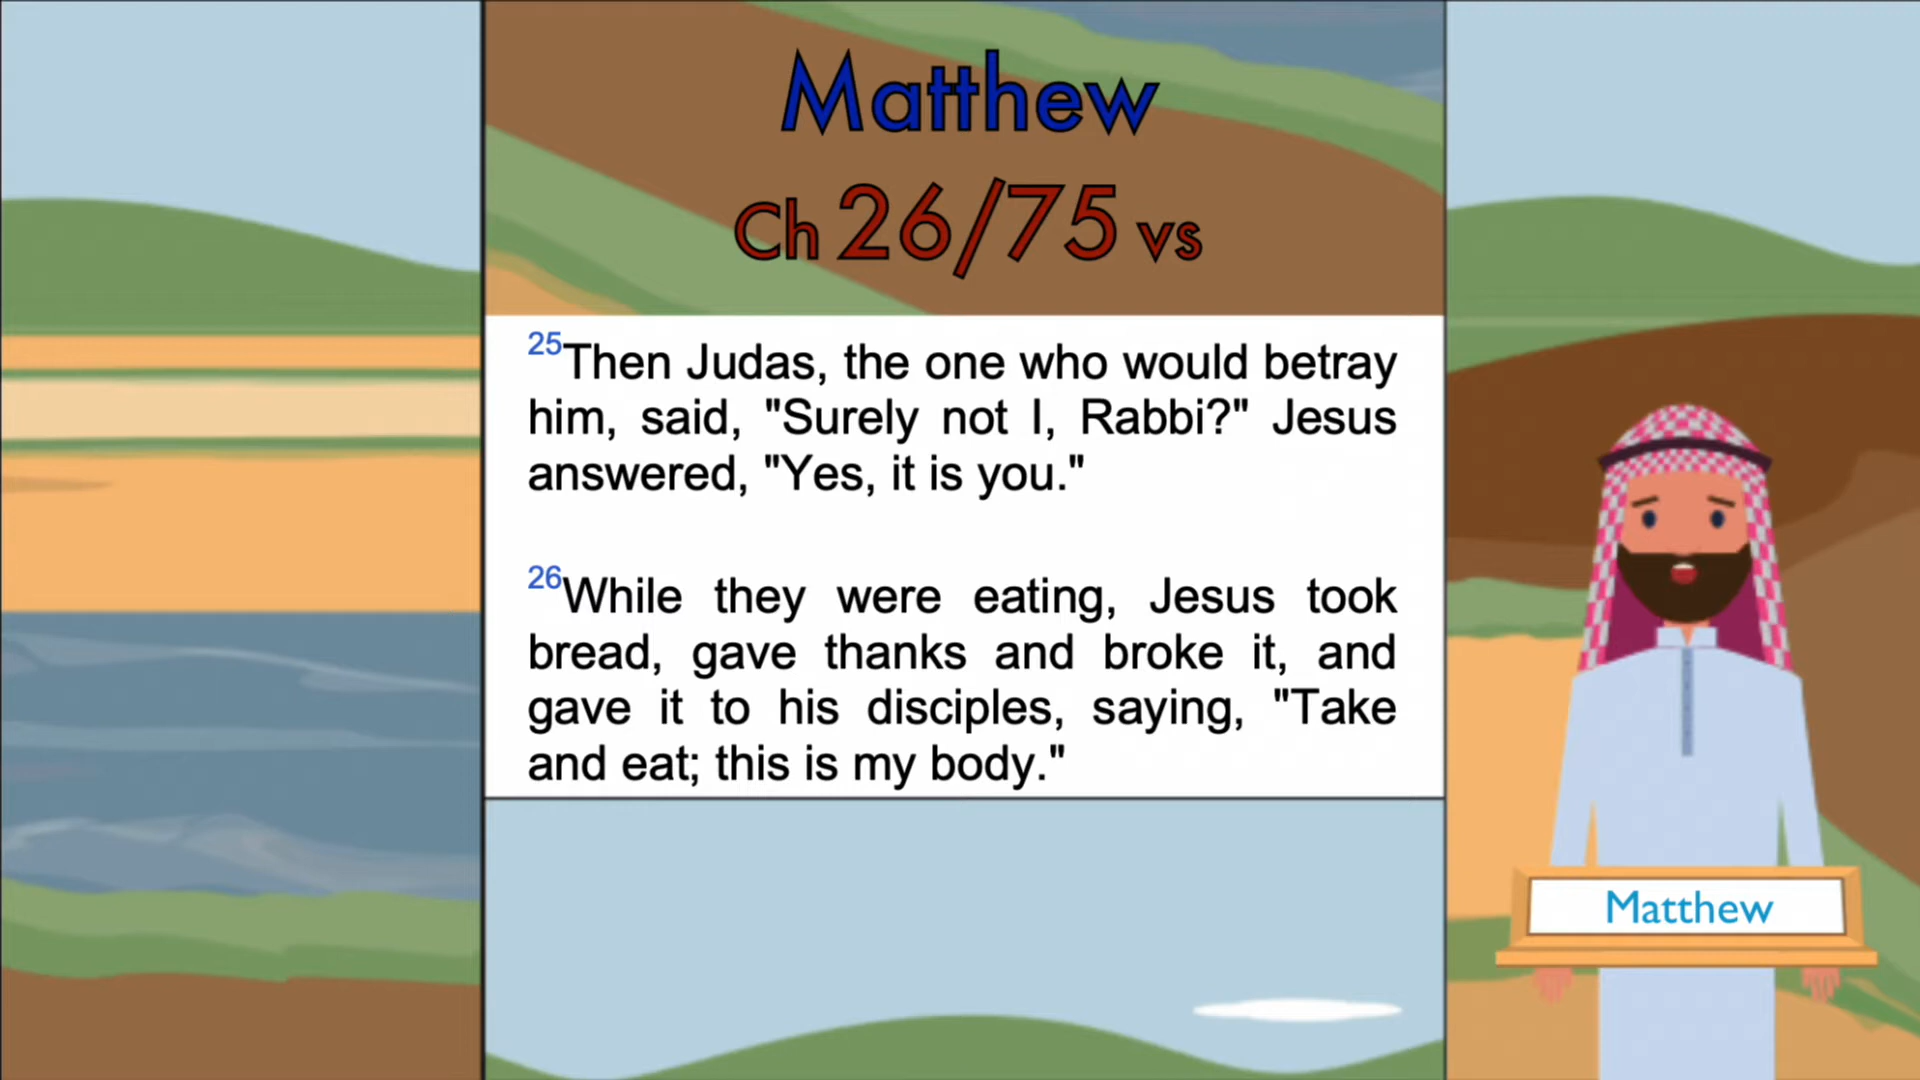 Matthew
Ch 26/75 vs
25Then Judas, the one who would betray
him, said, "Surely not I, Rabbi?" Jesus
answered, "Yes, it is you."
26While they were eating, Jesus took
bread, gave thanks and broke it, and
gave it to his disciples, saying, "Take
and eat; this is my body."
Matthew